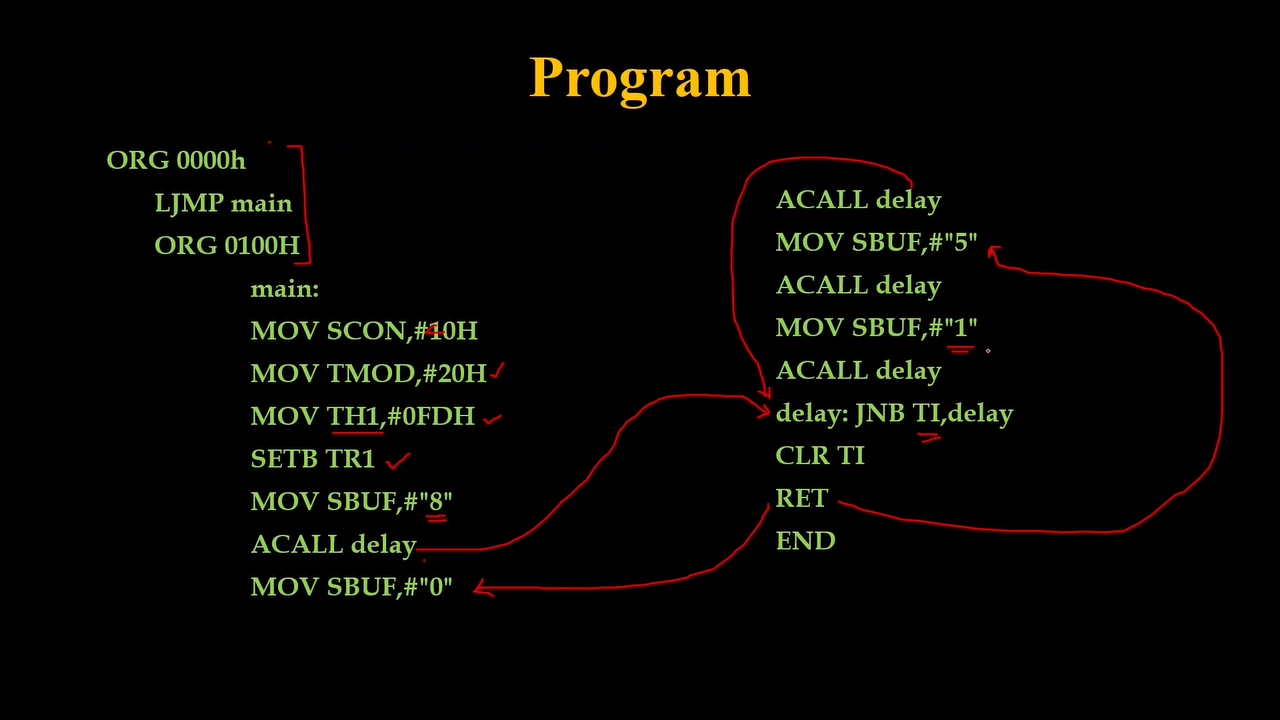 Program
ORG 0000h
LJMP main
ORG 0100H
main:
MOV SCON,#10H
MOV TMOD,#20H
MOV TH1,#0FDH
SETB TR1
MOV SBUF,#"8"
ACALL delay
MOV SBUF,#"0"
ACALL delay
MOV SBUF,#"5"
ACALL delay
MOV SBUF,#"1"
ACALL delay
delay: JNB TI,delay
CLR TI
RET
END